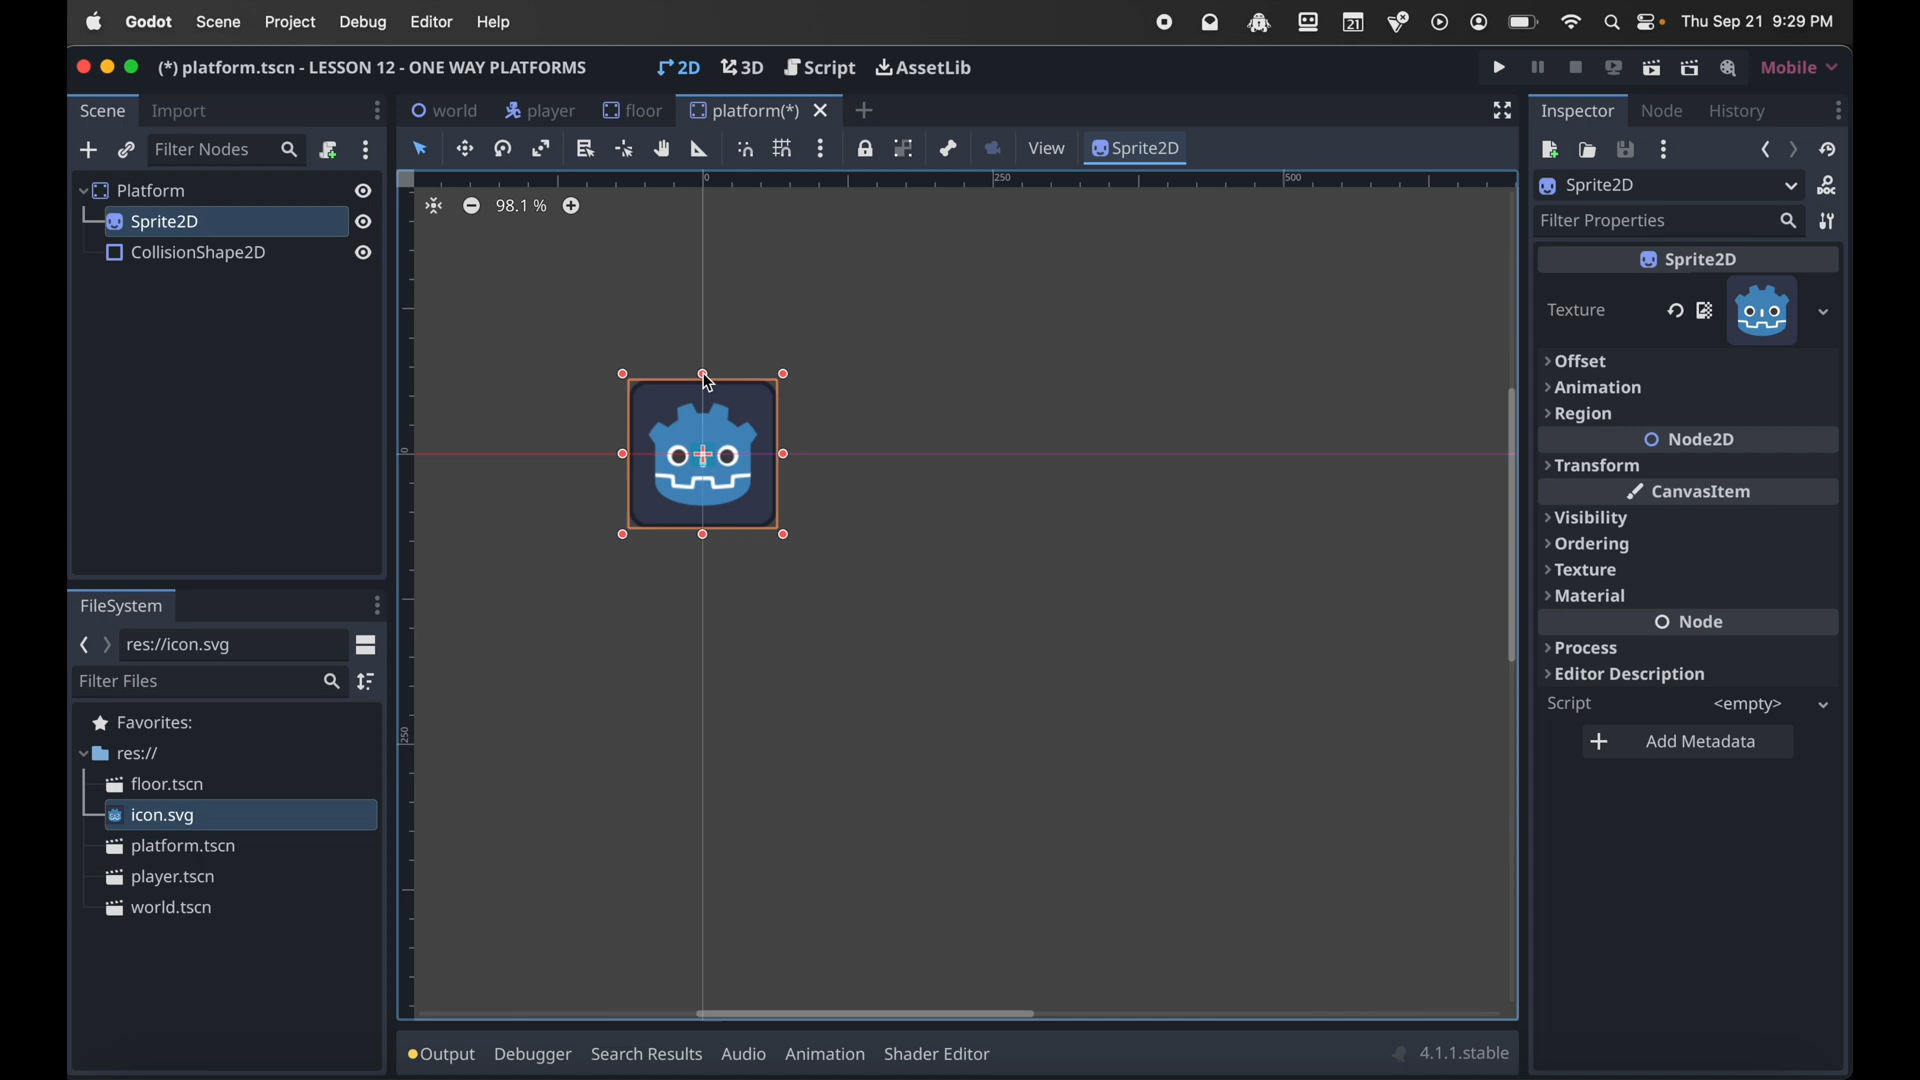 Godot Scene Project Debug Editor Help
21
Thu Sep 21 9:29 PM
(*) platform.tscn - LESSON 12 - ONE WAY PLATFORMS
2D 3D Script AssetLib
Mobile
Scene Import
world player floor platform(*)
Inspector Node History
Filter Nodes
View Sprite2D
Platform
Sprite2D
CollisionShape2D
0 250 500
98.1 %
0
250
Sprite2D
DOC
Filter Properties
Sprite2D
Texture
Offset
Animation
Region
Node2D
Transform
CanvasItem
Visibility
Ordering
Texture
Material
Node
Process
Editor Description
Script <empty>
Add Metadata
FileSystem
res://icon.svg
Filter Files
Favorites:
res://
floor.tscn
icon.svg
platform.tscn
player.tscn
world.tscn
Output Debugger Search Results Audio Animation Shader Editor
4.1.1.stable